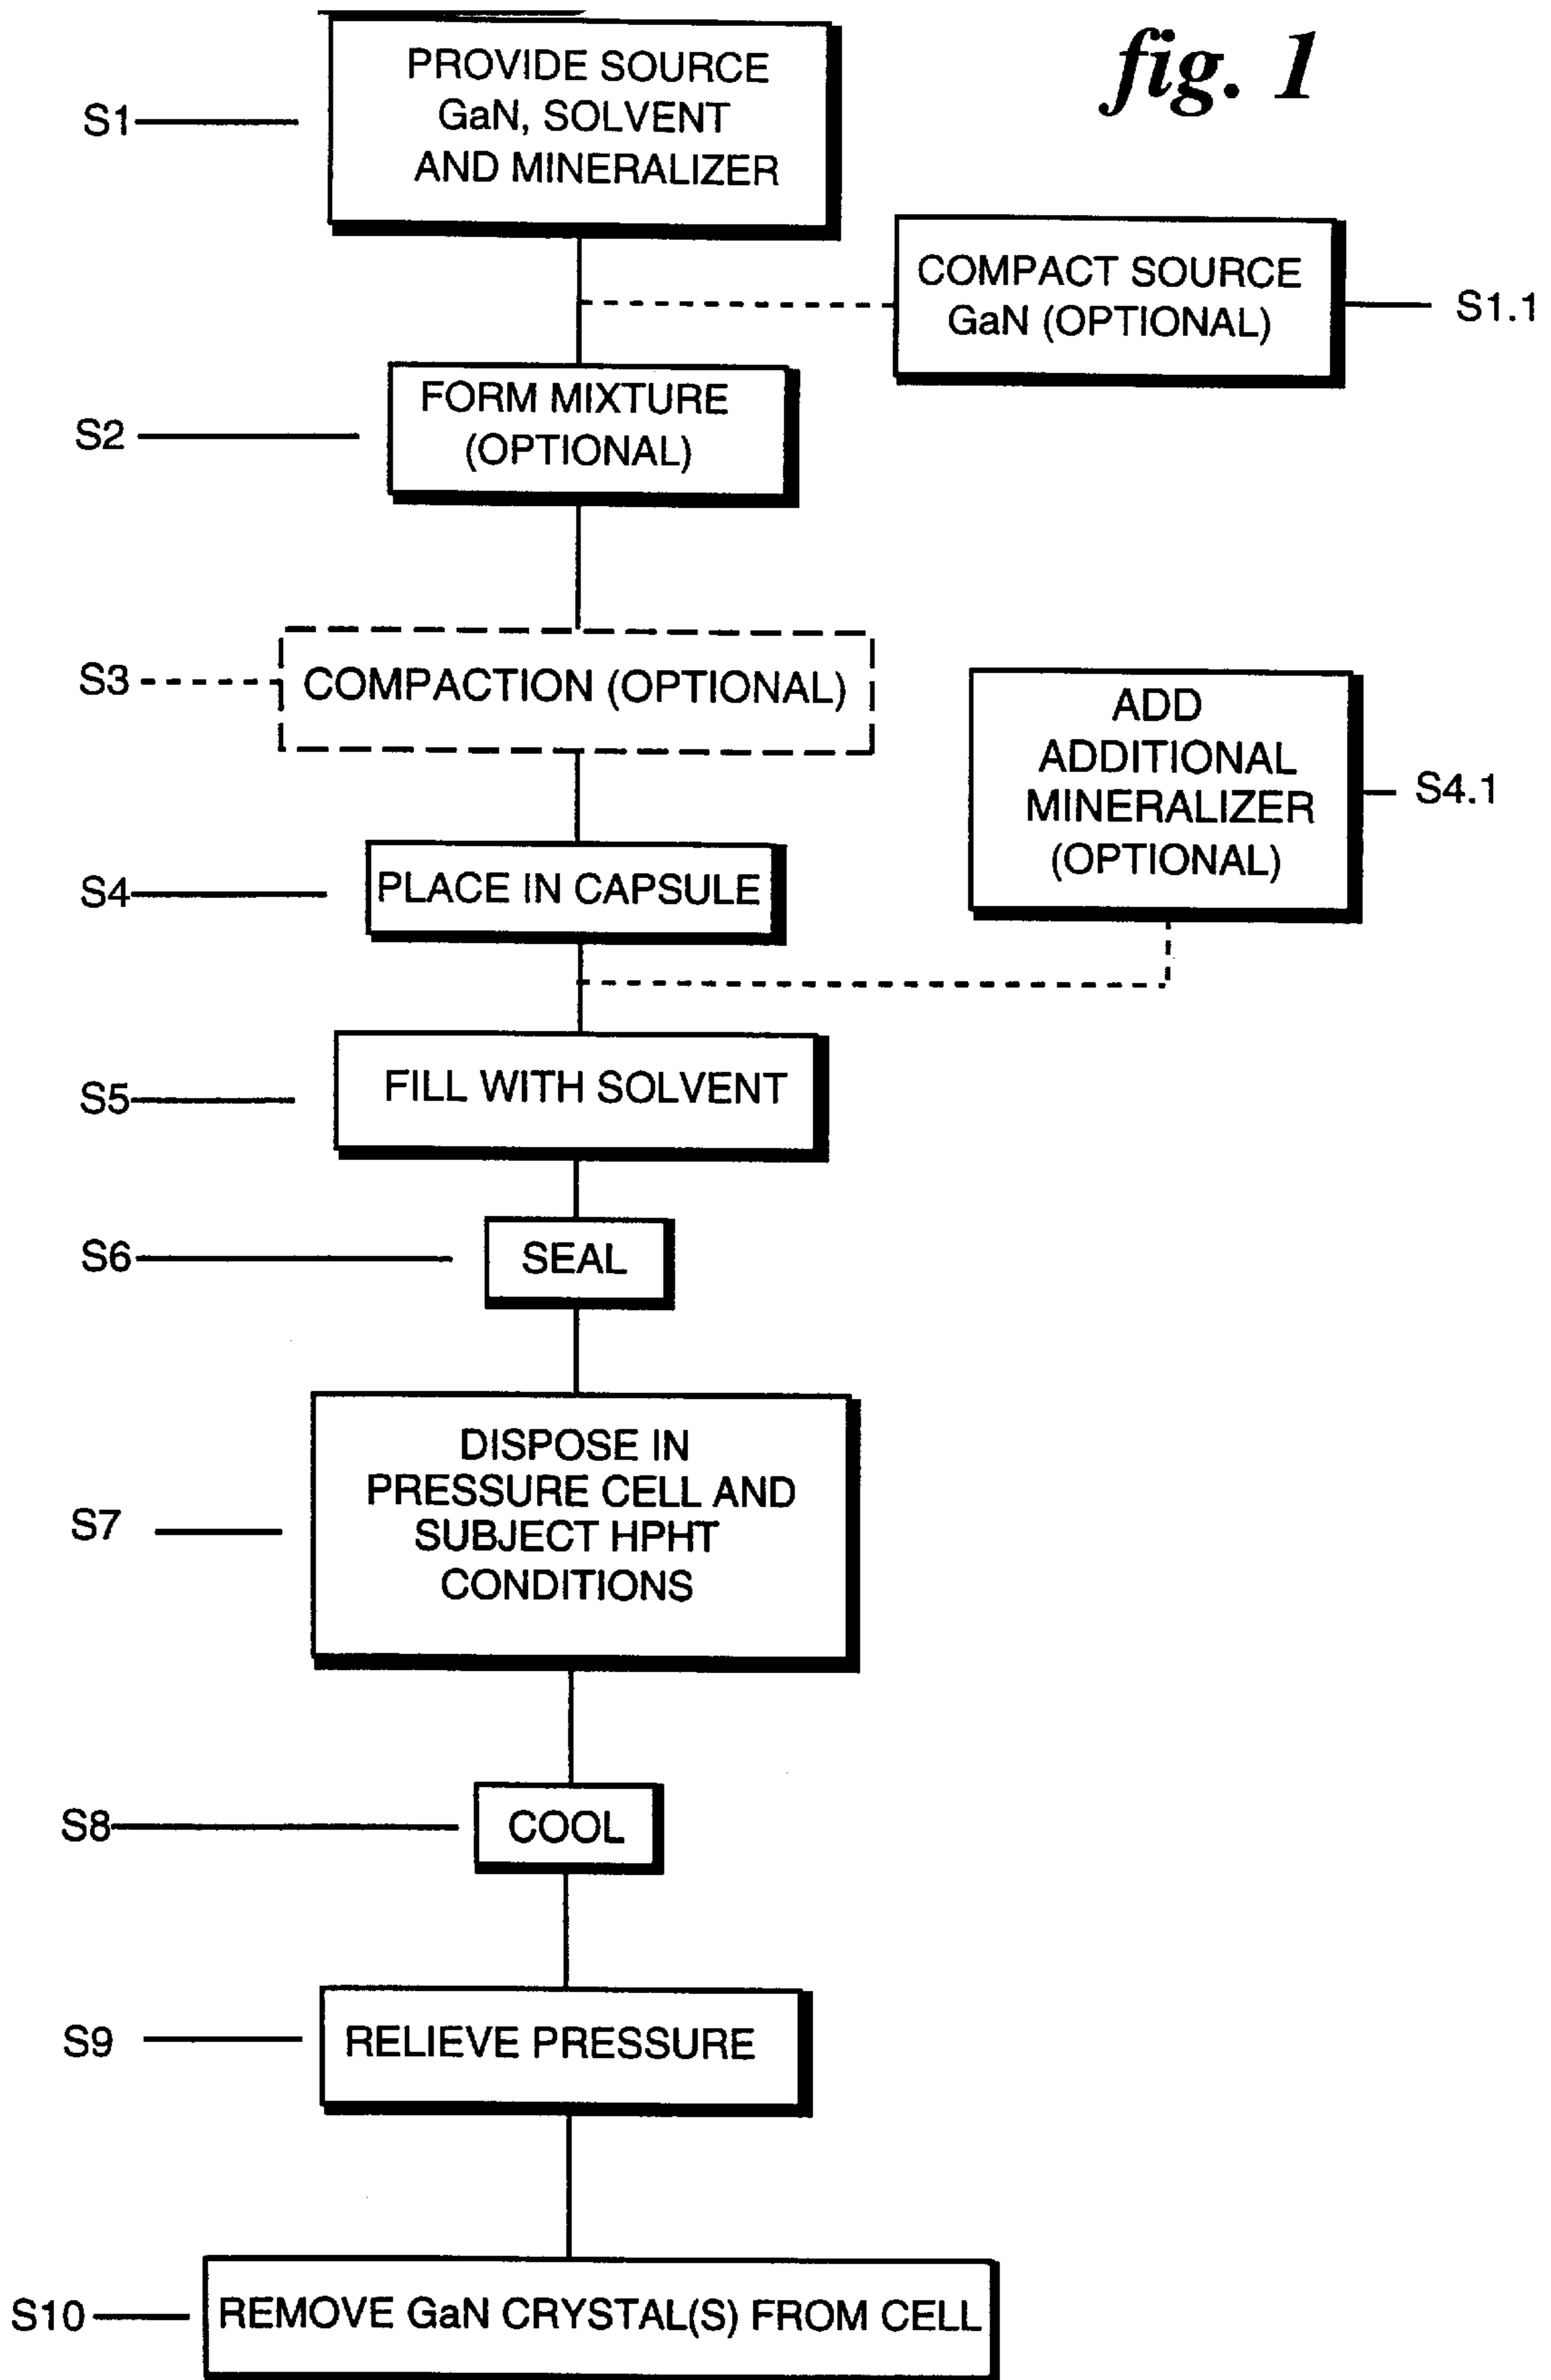 fig. 1
S1
PROVIDE SOURCE
GaN, SOLVENT
AND MINERALIZER
COMPACT SOURCE
GaN (OPTIONAL)
S1.1
S2
FORM MIXTURE
(OPTIONAL)
S3
COMPACTION (OPTIONAL)
ADD
ADDITIONAL
MINERALIZER
(OPTIONAL)
S4.1
S4
PLACE IN CAPSULE
S5
FILL WITH SOLVENT
S6
SEAL
S7
DISPOSE IN
PRESSURE CELL AND
SUBJECT HPHT
CONDITIONS
S8
COOL
S9
RELIEVE PRESSURE
S10
REMOVE GaN CRYSTAL(S) FROM CELL